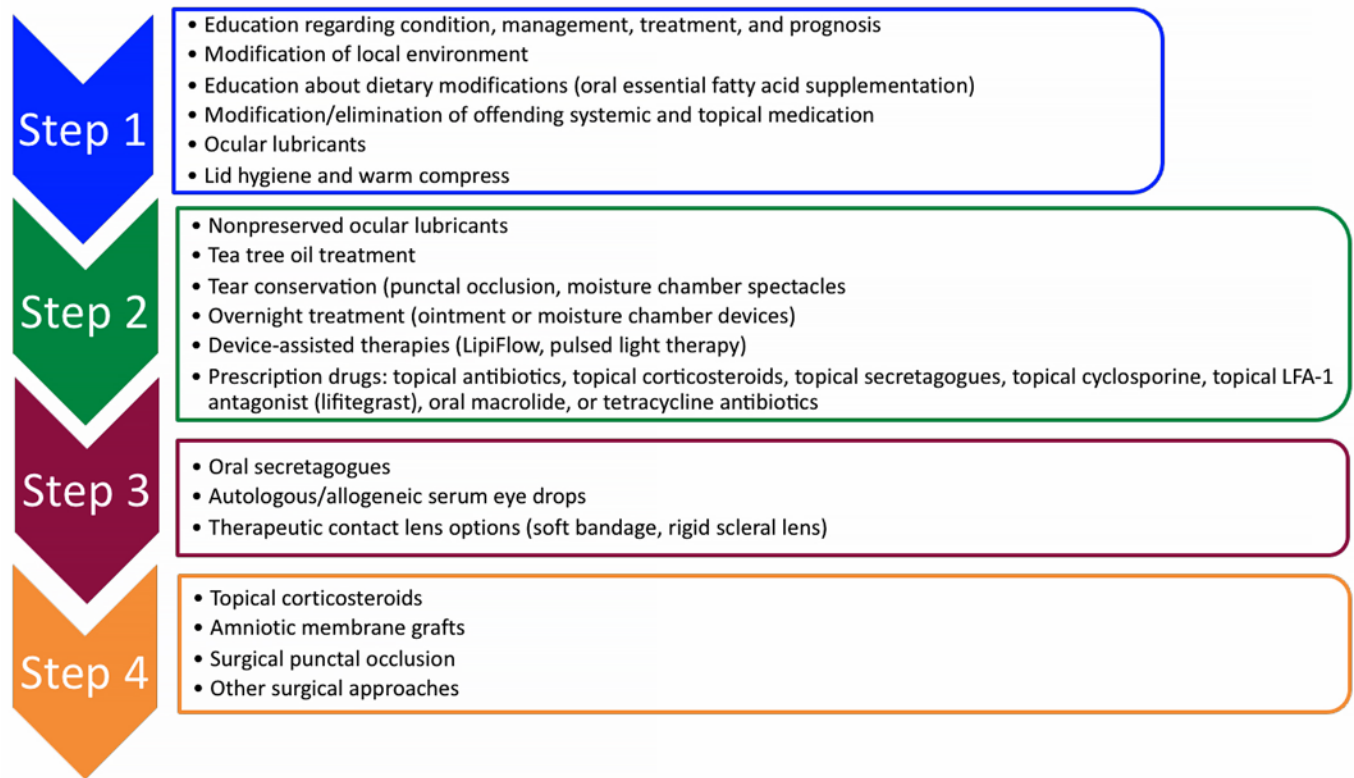 Step 1
• Education regarding condition, management, treatment, and prognosis
• Modification of local environment
• Education about dietary modifications (oral essential fatty acid supplementation)
• Modification/elimination of offending systemic and topical medication
• Ocular lubricants
• Lid hygiene and warm compress
Step 2
• Nonpreserved ocular lubricants
• Tea tree oil treatment
• Tear conservation (punctal occlusion, moisture chamber spectacles
• Overnight treatment (ointment or moisture chamber devices)
• Device-assisted therapies (LipiFlow, pulsed light therapy)
• Prescription drugs: topical antibiotics, topical corticosteroids, topical secretagogues, topical cyclosporine, topical LFA-1
antagonist (lifitegrast), oral macrolide, or tetracycline antibiotics
Step 3
• Oral secretagogues
• Autologous/allogeneic serum eye drops
• Therapeutic contact lens options (soft bandage, rigid scleral lens)
Step 4
• Topical corticosteroids
• Amniotic membrane grafts
• Surgical punctal occlusion
• Other surgical approaches